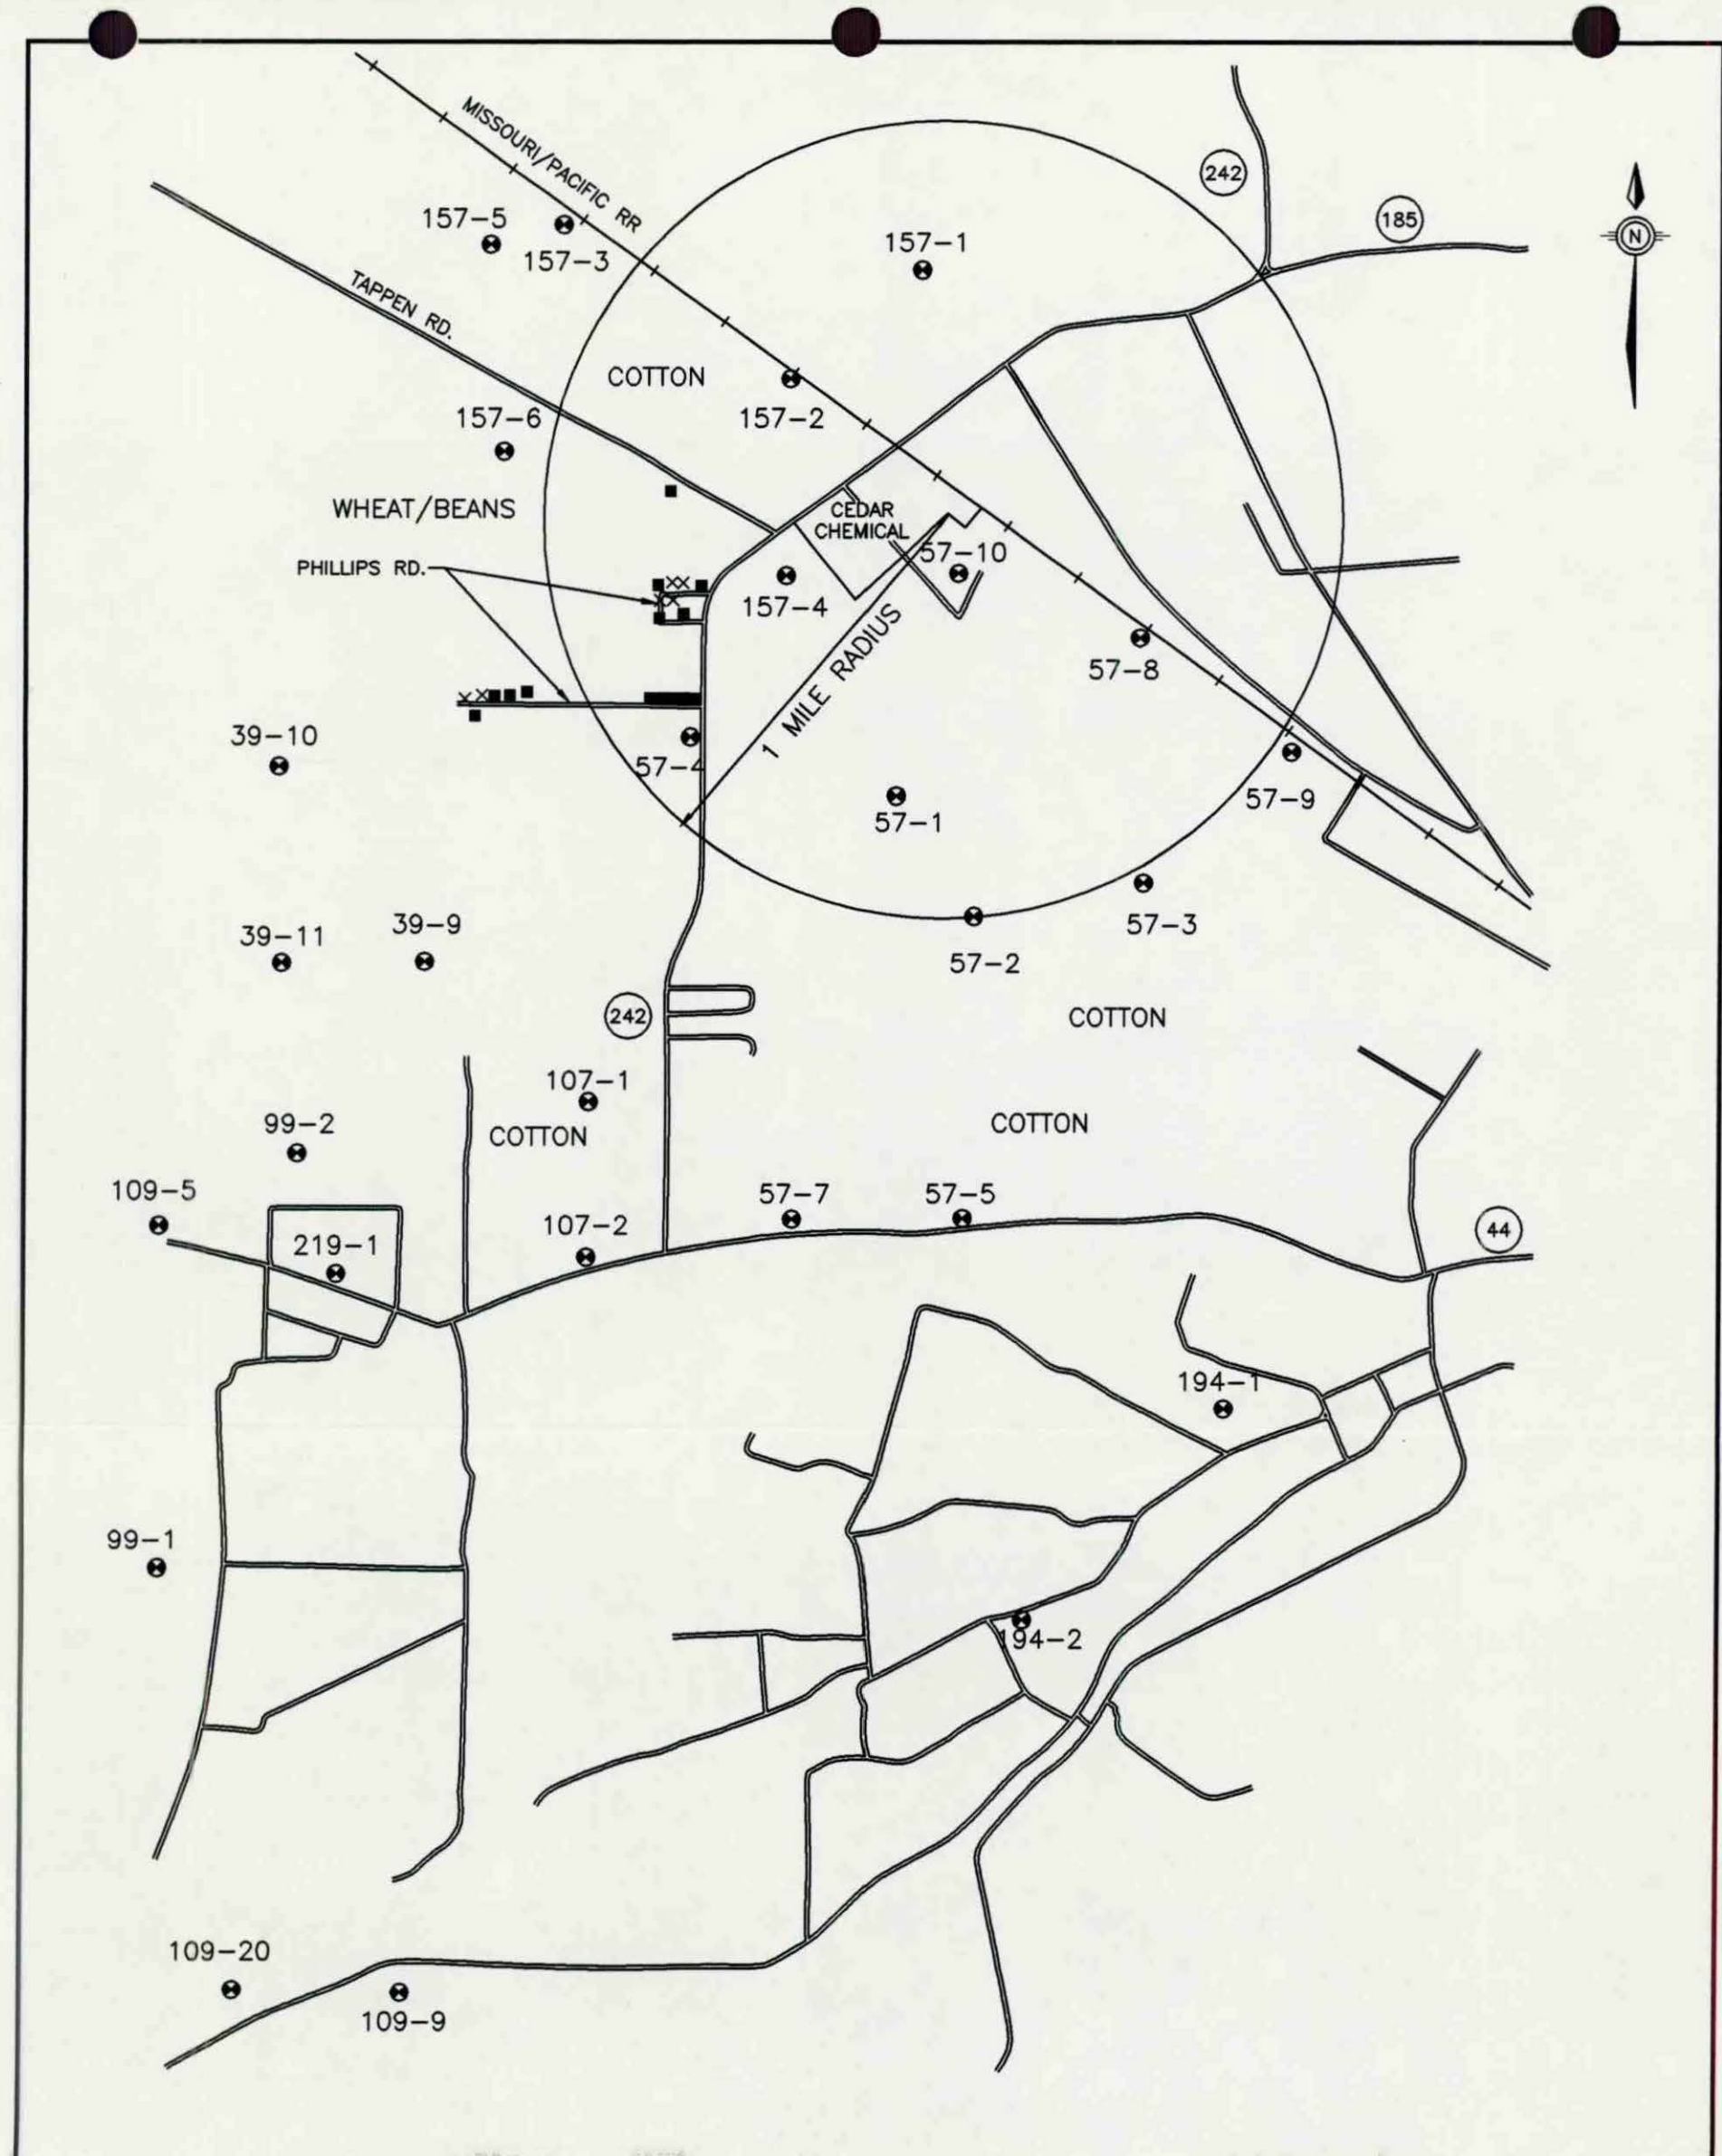 MISSOURI/PACIFIC RR
242
185
N
157-5
157-3
157-1
TAPPEN RD.
COTTON
157-2
157-6
WHEAT/BEANS
CEDAR
CHEMICAL
57-10
PHILLIPS RD.
157-4
1 MILE RADIUS
57-8
39-10
57-4
57-9
57-1
39-11
39-9
57-3
57-2
242
COTTON
107-1
COTTON
COTTON
99-2
109-5
57-7
57-5
107-2
44
219-1
194-1
99-1
194-2
109-20
109-9